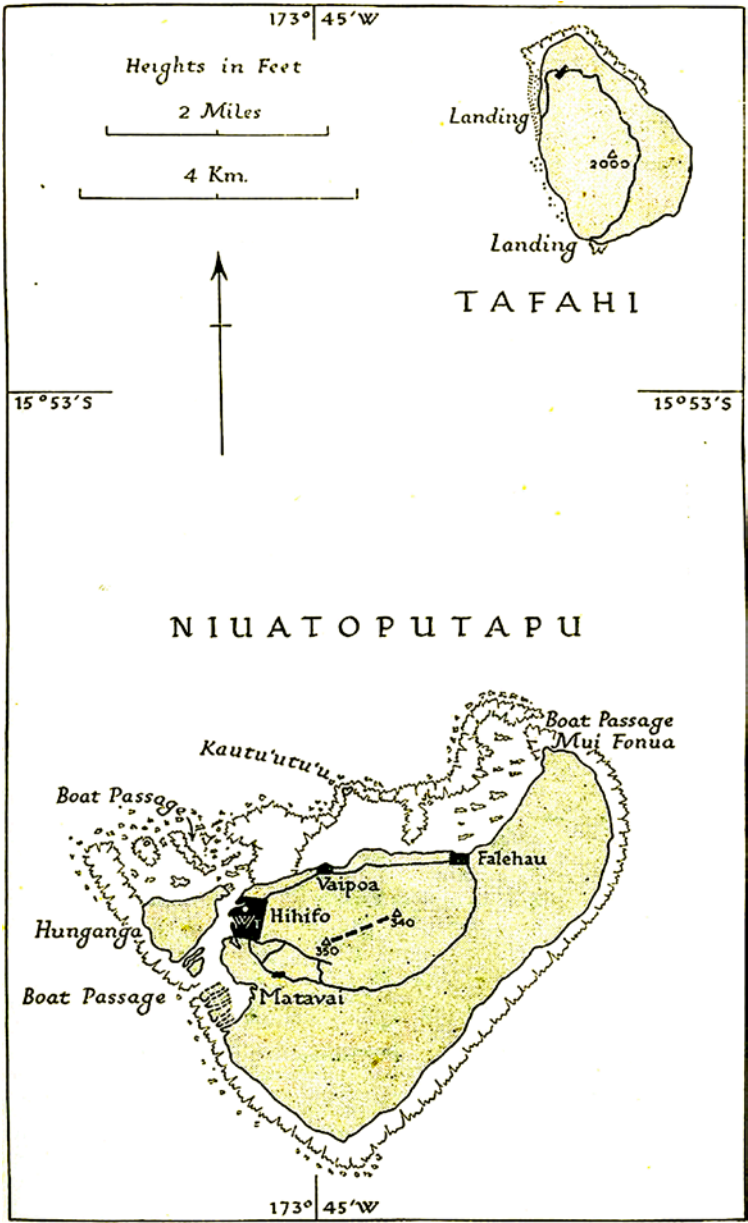 173° 45'W
Heights in Feet
2 Miles
4 Km.
Landing
2000
Landing
TAFAHI
15°53'S
15°53'S
NIUATOPUTAPU
Boat Passage
Mui Fonua
Kautu'utu'u
Boat Passage
Falehau
Vaipoa
Hihifo
W/T
340
350
Hunganga
Matavai
Boat Passage
173° 45'W